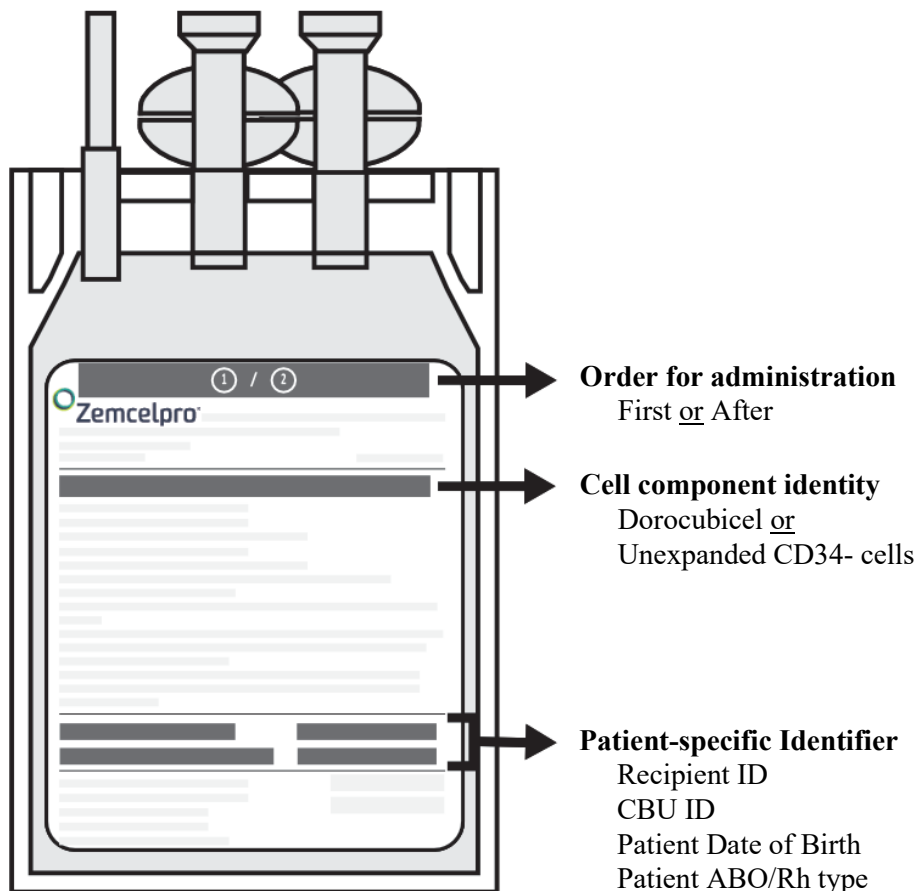 1 / 2
Zemcelpro
Order for administration
First or After
Cell component identity
Dorocubicel or
Unexpanded CD34- cells
Patient-specific Identifier
Recipient ID
CBU ID
Patient Date of Birth
Patient ABO/Rh type